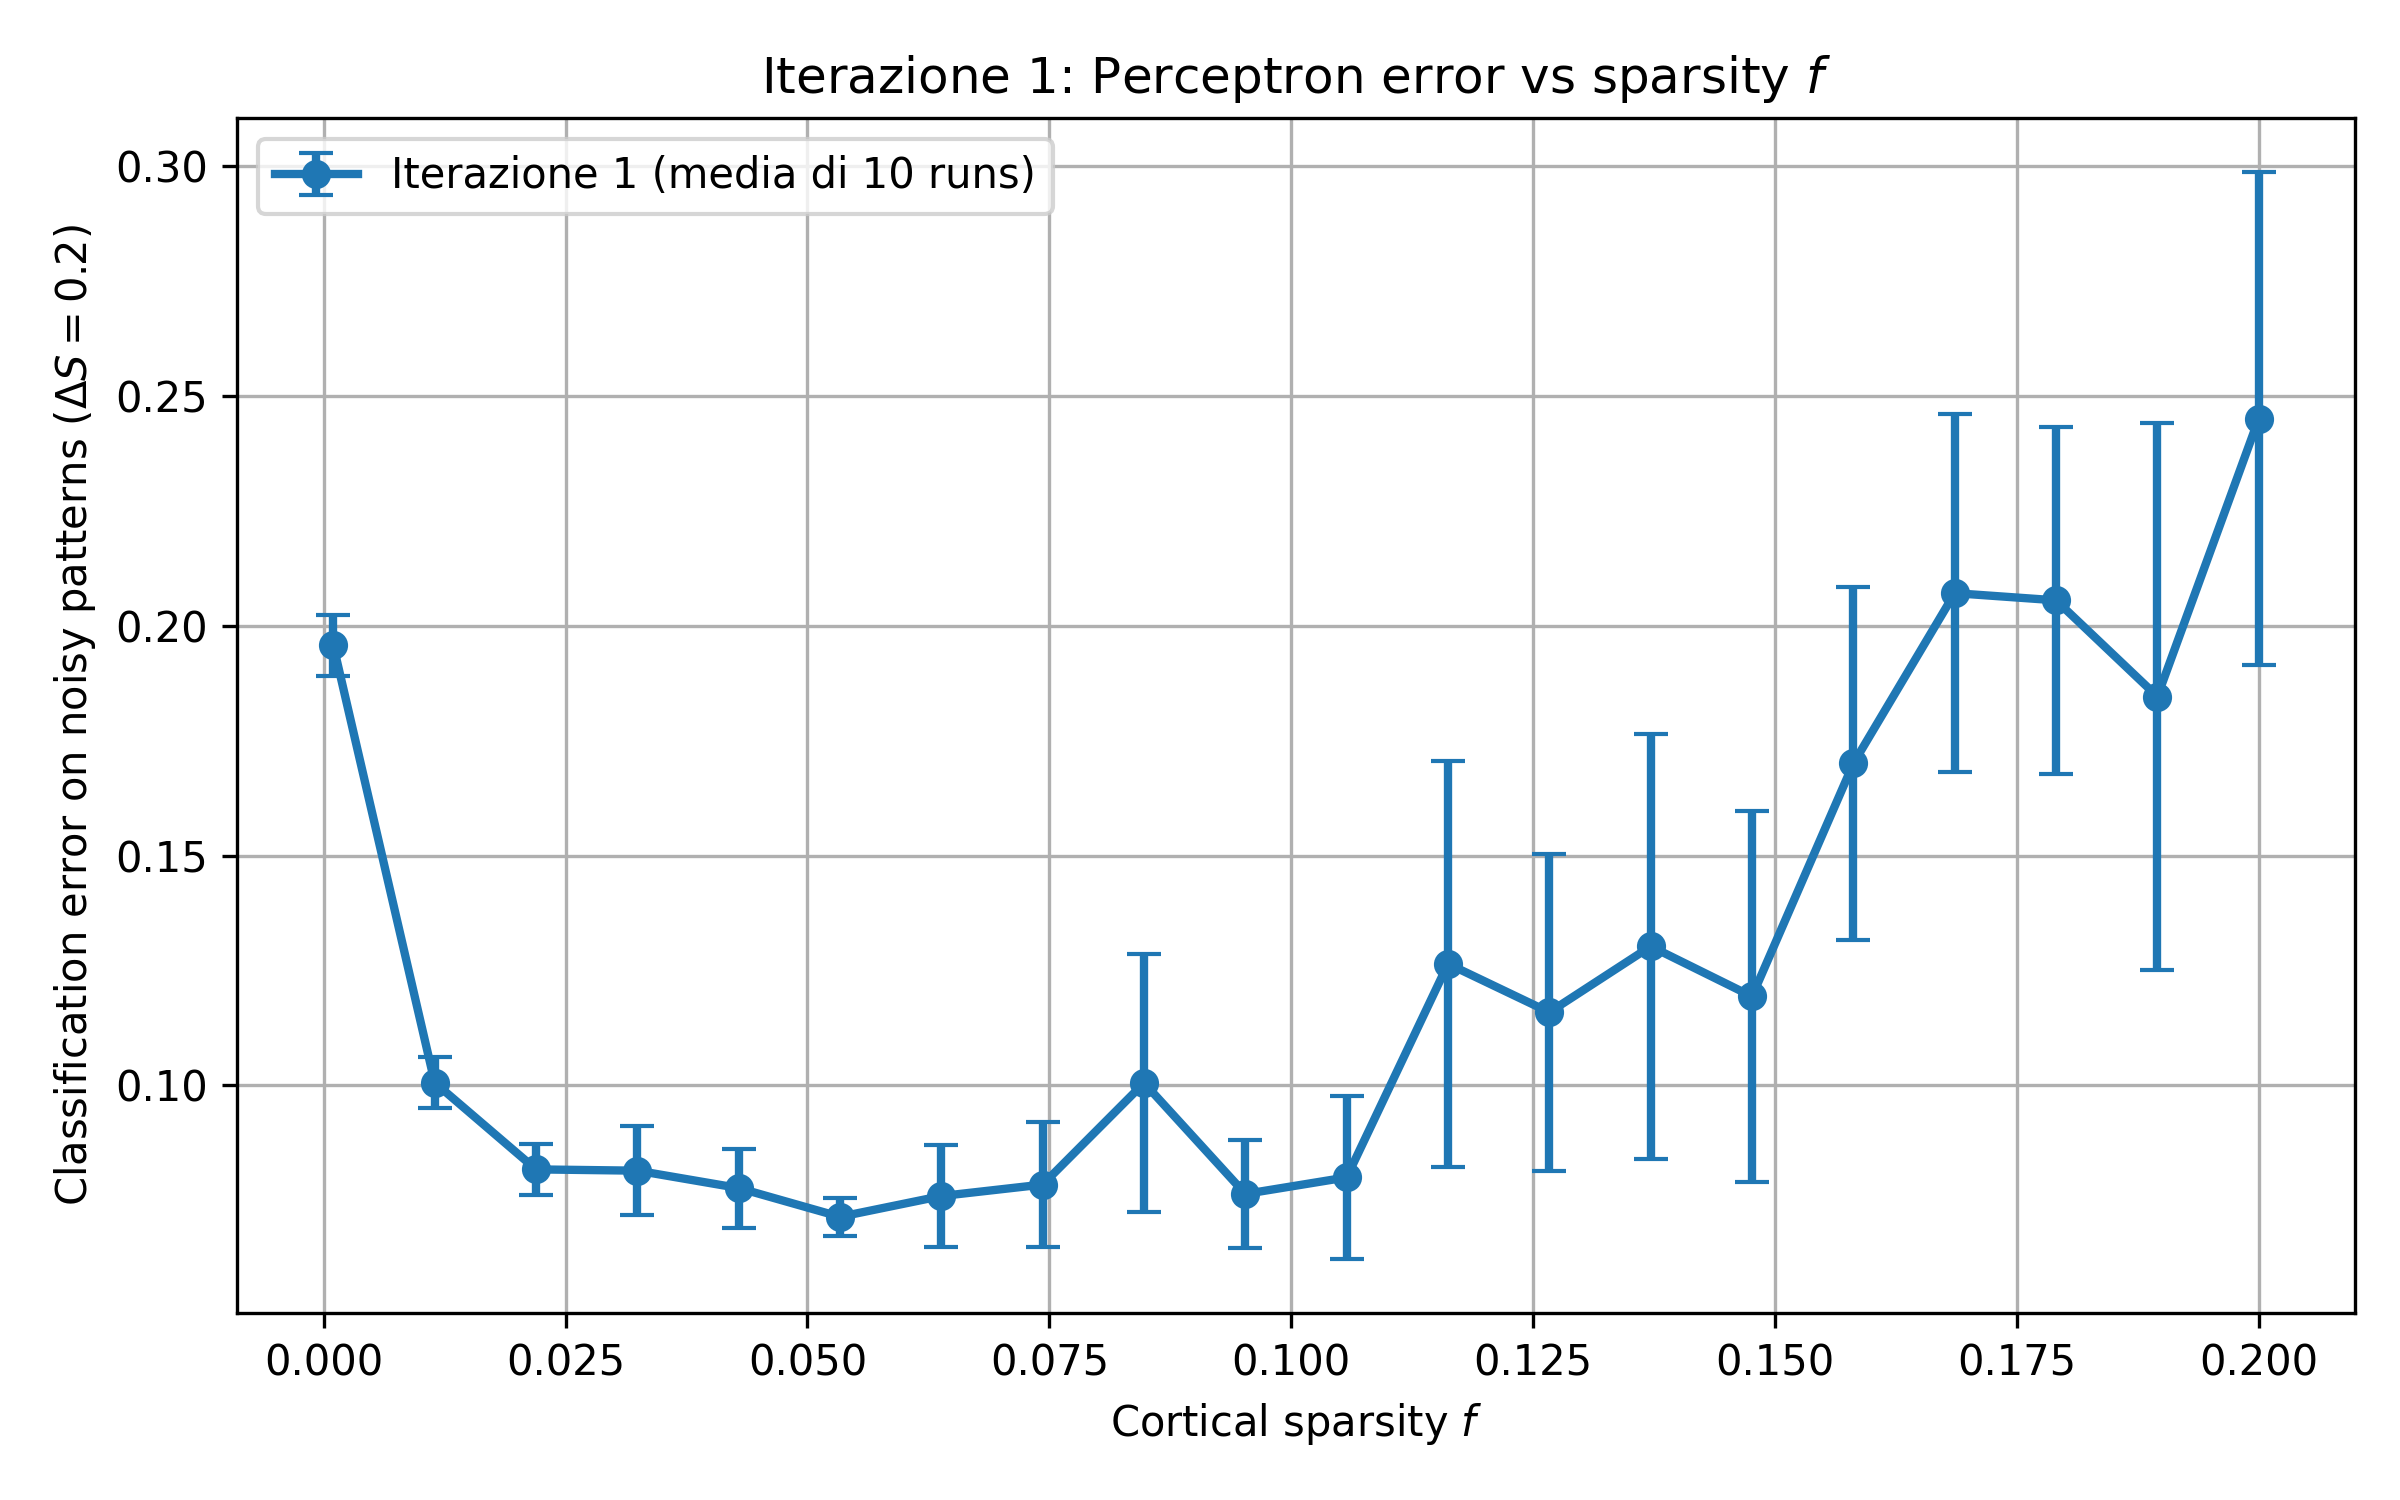 Iterazione 1: Perceptron error vs sparsity f
Iterazione 1 (media di 10 runs)
Classification error on noisy patterns (ΔS = 0.2)
0.30
0.25
0.20
0.15
0.10
0.000 0.025 0.050 0.075 0.100 0.125 0.150 0.175 0.200
Cortical sparsity f